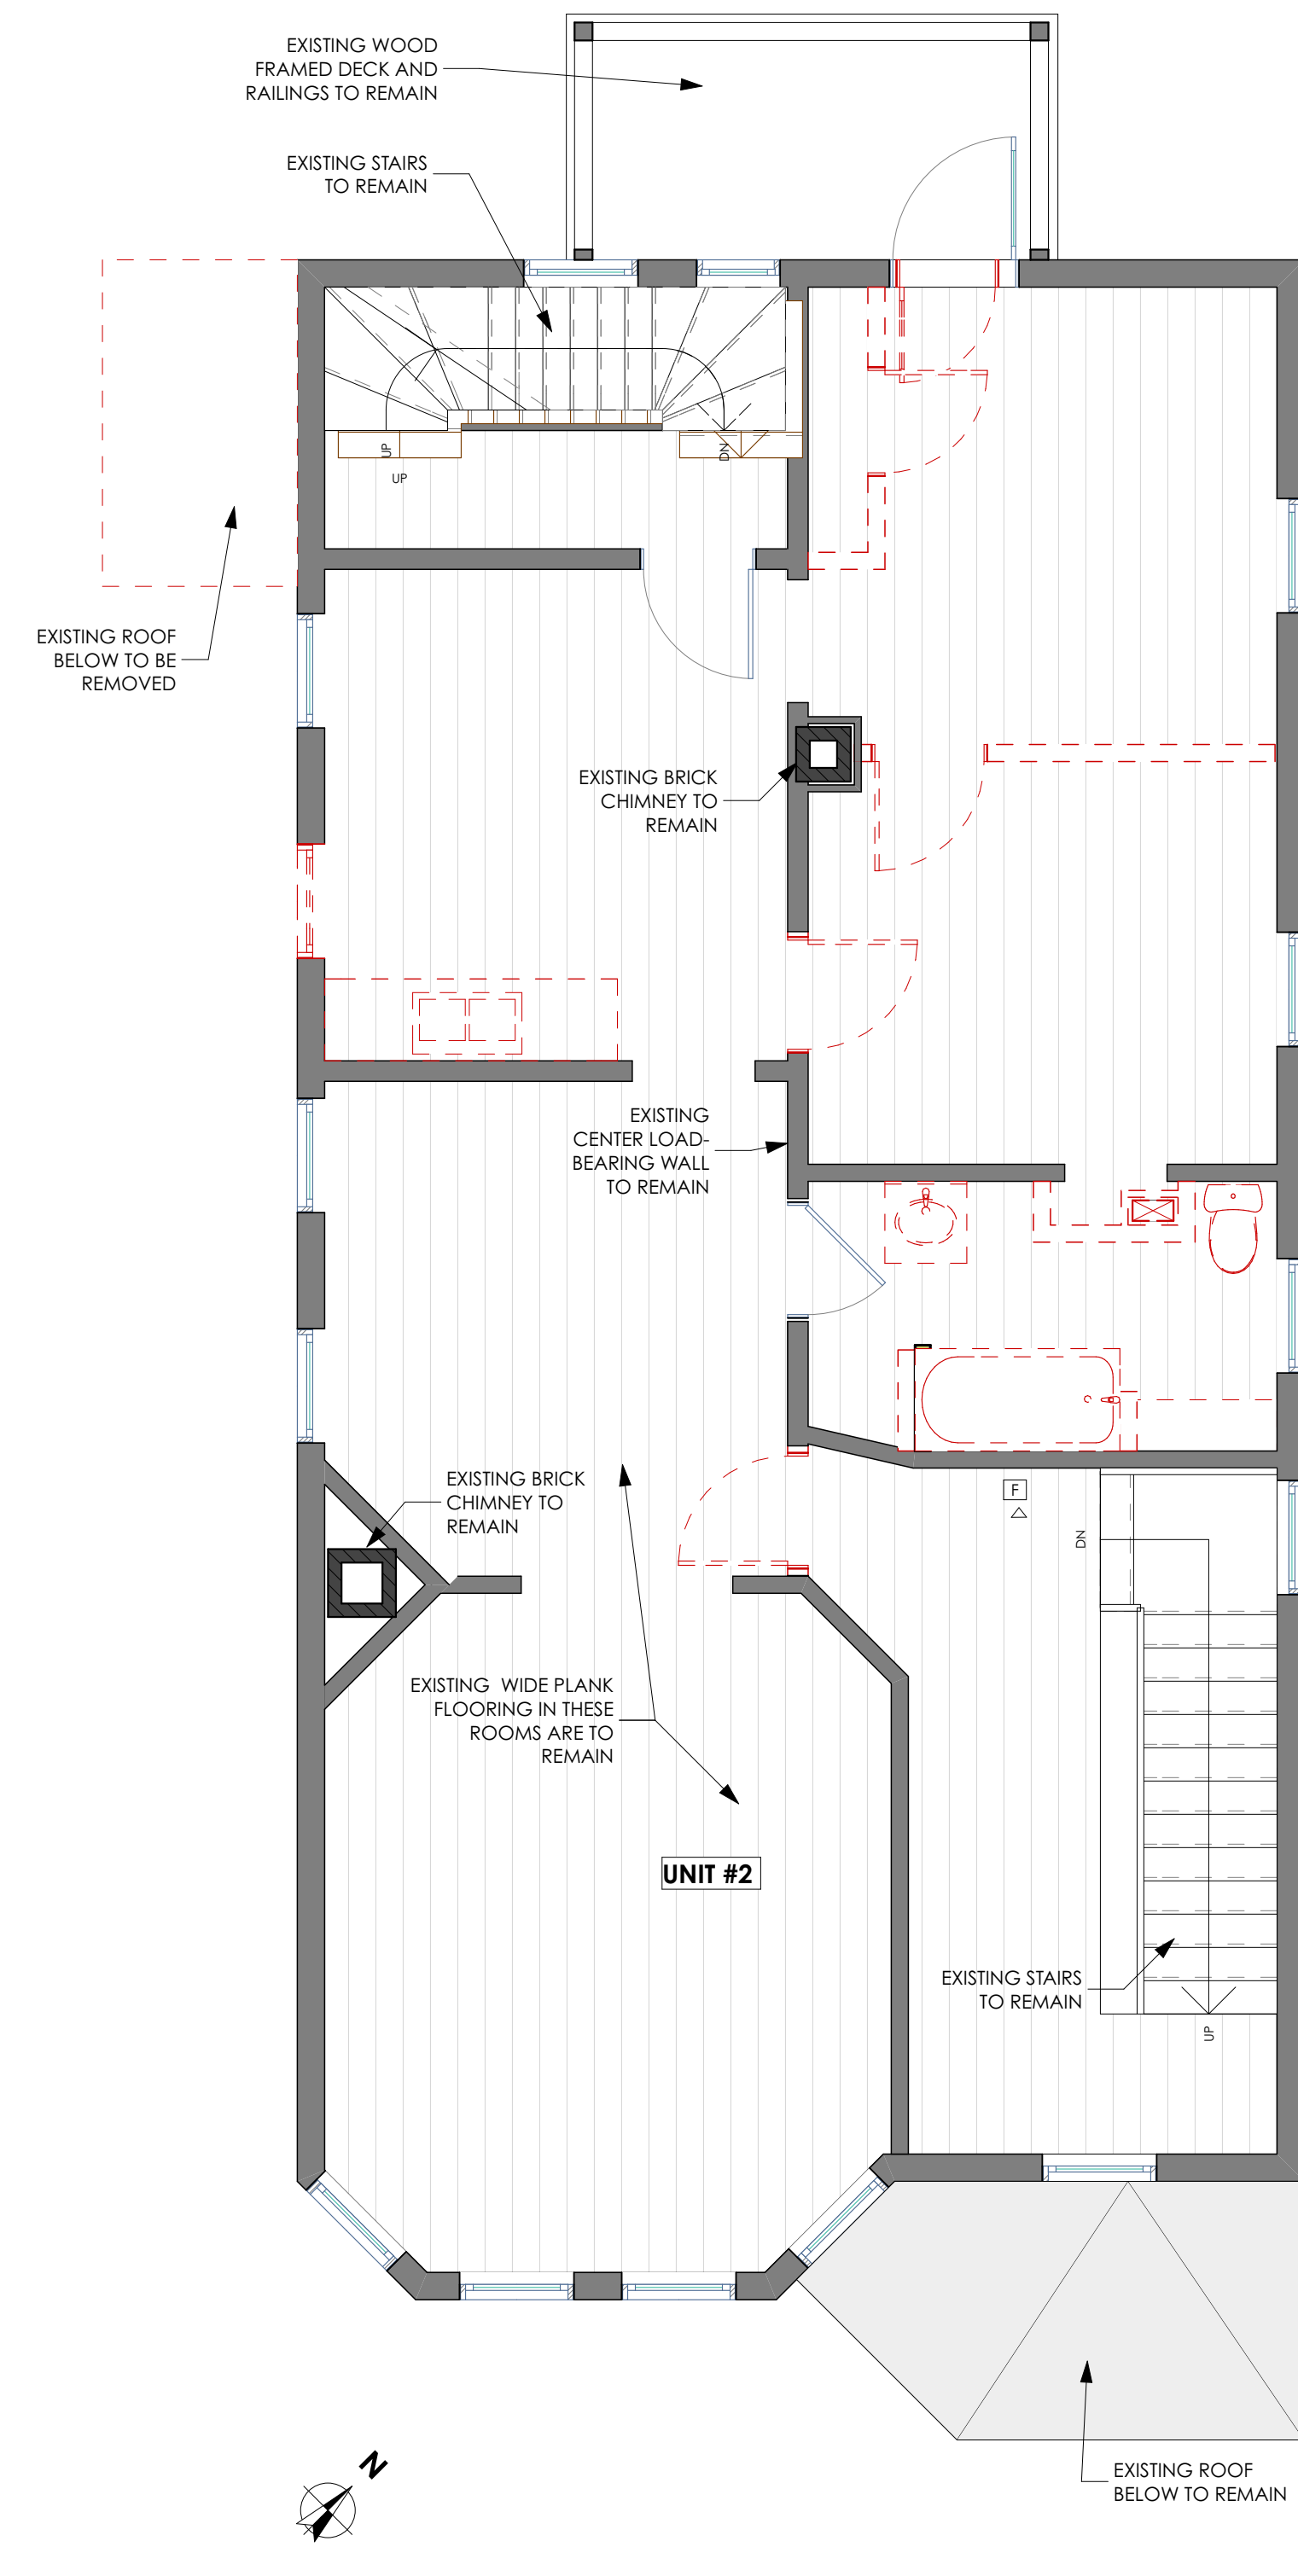 EXISTING WOOD
FRAMED DECK AND
RAILINGS TO REMAIN
EXISTING STAIRS
TO REMAIN
UP
DN
UP
EXISTING ROOF
BELOW TO BE
REMOVED
EXISTING BRICK
CHIMNEY TO
REMAIN
EXISTING
CENTER LOAD-
BEARING WALL
TO REMAIN
EXISTING BRICK
CHIMNEY TO
REMAIN
F
DN
EXISTING WIDE PLANK
FLOORING IN THESE
ROOMS ARE TO
REMAIN
UNIT #2
EXISTING STAIRS
TO REMAIN
UP
N
EXISTING ROOF
BELOW TO REMAIN